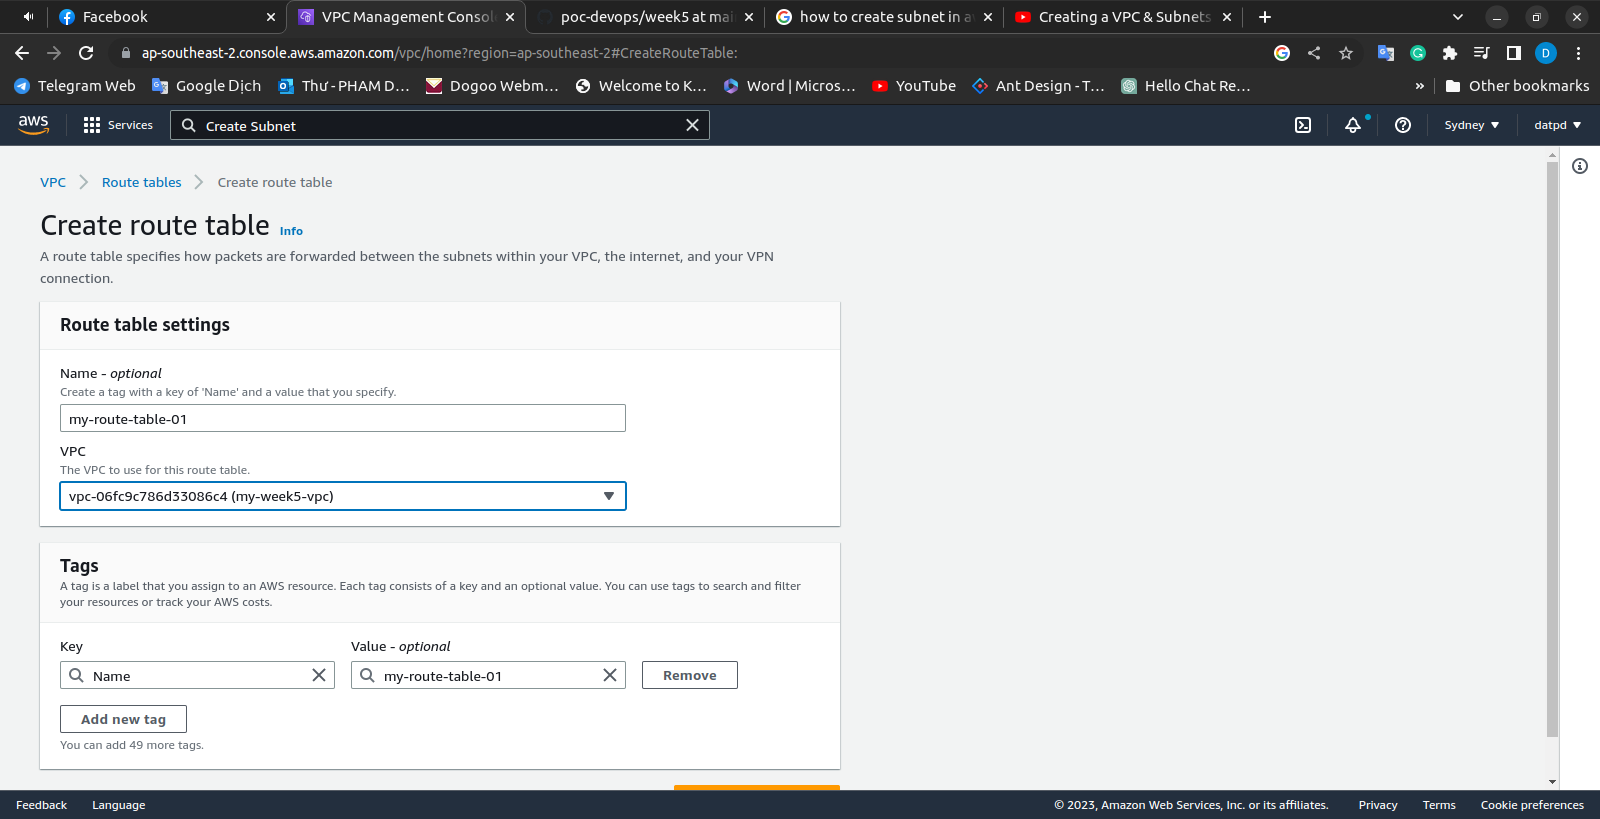 Facebook
VPC Management Consol
poc-devops/week5 at mai
how to create subnet in a
Creating a VPC & Subnets
ap-southeast-2.console.aws.amazon.com/vpc/home?region=ap-southeast-2#CreateRouteTable:
D
Telegram Web
Google Dịch
Thư - PHAM D...
Dogoo Webm...
Welcome to K...
Word | Micros...
YouTube
Ant Design - T...
Hello Chat Re...
»
Other bookmarks
aws
Services
Create Subnet
Sydney
datpd
VPC
Route tables
Create route table
Create route table Info
A route table specifies how packets are forwarded between the subnets within your VPC, the internet, and your VPN
connection.
Route table settings
Name - optional
Create a tag with a key of 'Name' and a value that you specify.
my-route-table-01
VPC
The VPC to use for this route table.
vpc-06fc9c786d33086c4 (my-week5-vpc)
Tags
A tag is a label that you assign to an AWS resource. Each tag consists of a key and an optional value. You can use tags to search and filter
your resources or track your AWS costs.
Key
Value - optional
Name
my-route-table-01
Remove
Add new tag
You can add 49 more tags.
Feedback
Language
© 2023, Amazon Web Services, Inc. or its affiliates.
Privacy
Terms
Cookie preferences